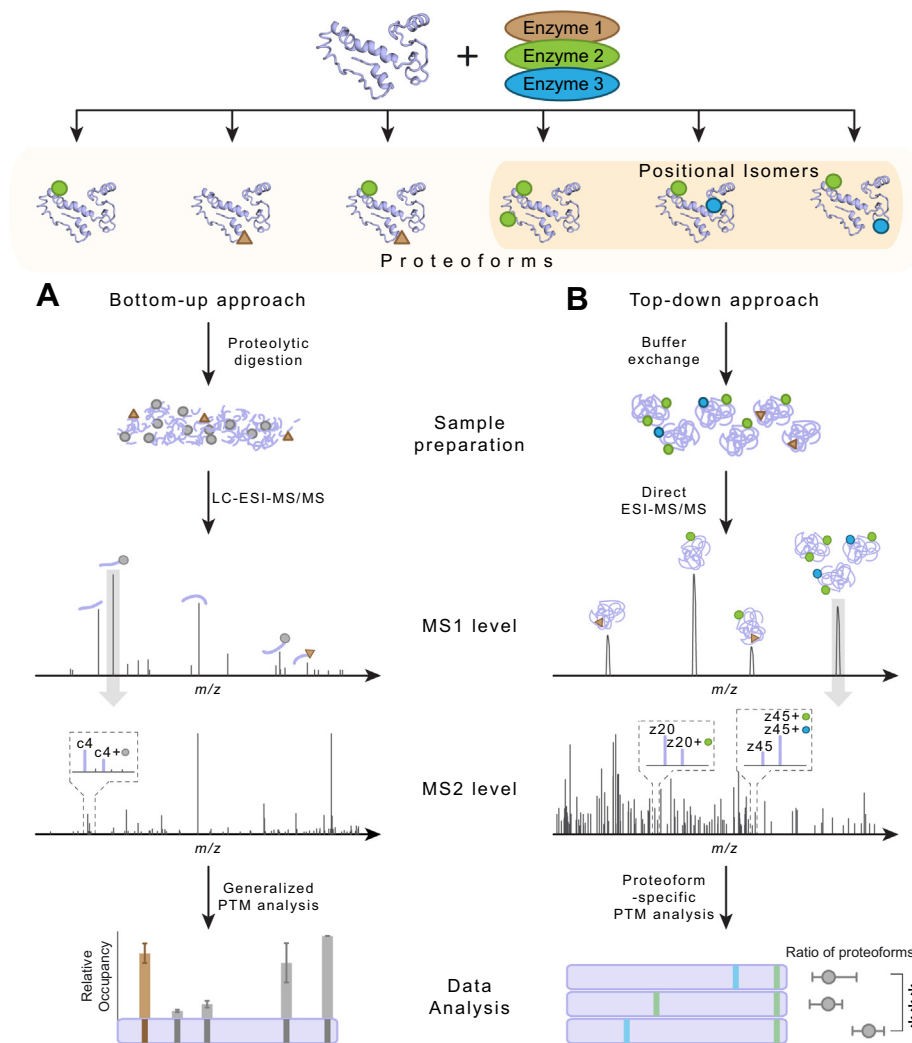 Enzyme 1
Enzyme 2
Enzyme 3
+
Positional Isomers
Proteoforms
A
Bottom-up approach
Proteolytic
digestion
LC-ESI-MS/MS
m/z
c4
c4+
m/z
Generalized
PTM analysis
Relative
Occupancy
Sample
preparation
MS1 level
MS2 level
Data
Analysis
B
Top-down approach
Buffer
exchange
Direct
ESI-MS/MS
m/z
z20
z20+
z45+
z45+
z45
m/z
Proteoform
-specific
PTM analysis
Ratio of proteoforms
***